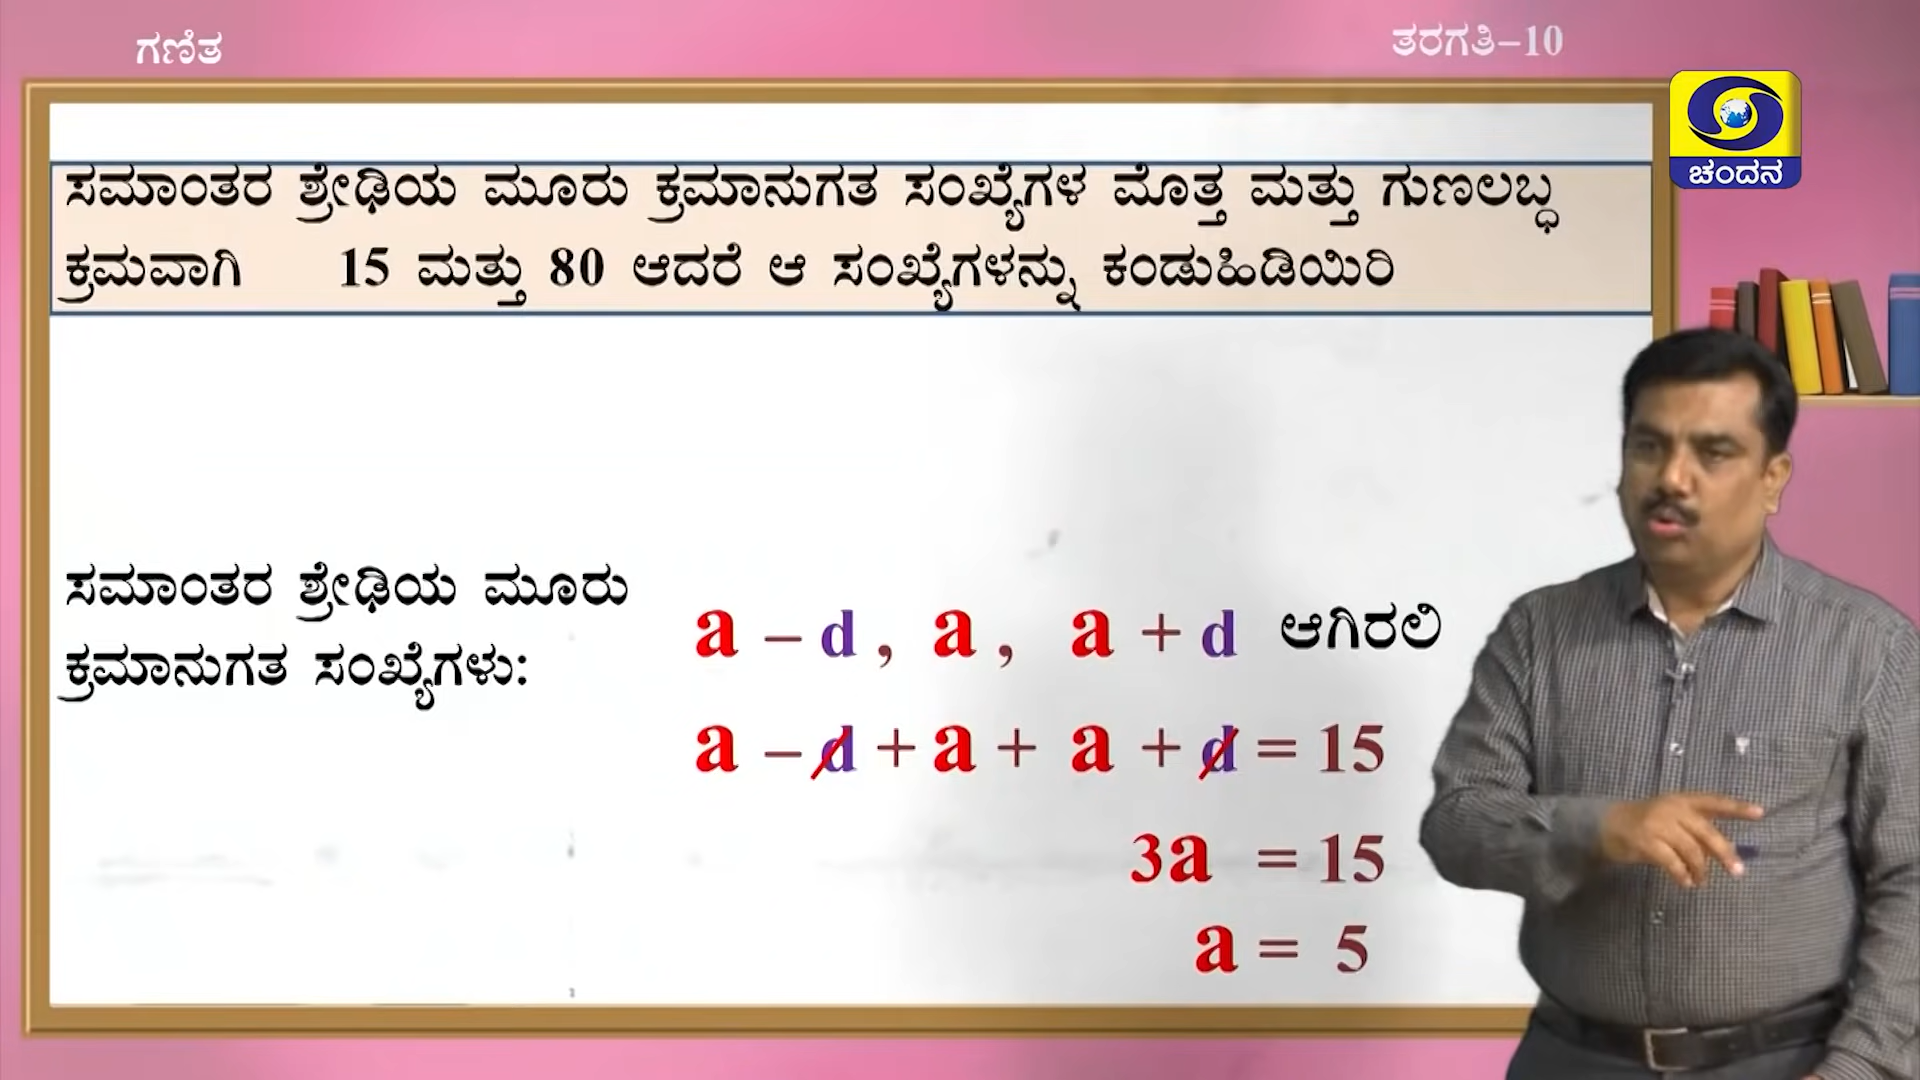 ಗಣಿತ
ತರಗತಿ-10
ಚಂದನ
ಸಮಾಂತರ ಶ್ರೇಢಿಯ ಮೂರು ಕ್ರಮಾನುಗತ ಸಂಖ್ಯೆಗಳ ಮೊತ್ತ ಮತ್ತು ಗುಣಲಬ್ಧ
ಕ್ರಮವಾಗಿ 15 ಮತ್ತು 80 ಆದರೆ ಆ ಸಂಖ್ಯೆಗಳನ್ನು ಕಂಡುಹಿಡಿಯಿರಿ
ಸಮಾಂತರ ಶ್ರೇಢಿಯ ಮೂರು
ಕ್ರಮಾನುಗತ ಸಂಖ್ಯೆಗಳು:
a – d , a , a + d ಆಗಿರಲಿ
a – d + a + a + d = 15
3a = 15
a = 5